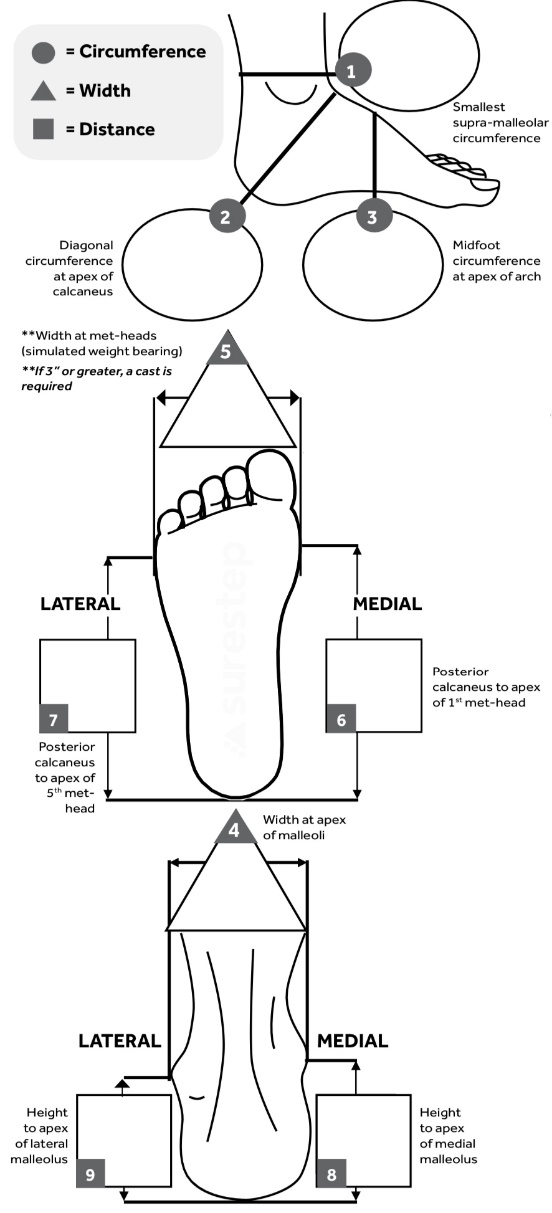 = Circumference
= Width
= Distance
1
Smallest
supra-malleolar
circumference
2
3
Diagonal
circumference
at apex of
calcaneus
Midfoot
circumference
at apex of arch
**Width at met-heads
(simulated weight bearing)
**If 3" or greater, a cast is
required
5
LATERAL
MEDIAL
surestep
7
6
Posterior
calcaneus to apex
of 1st met-head
Posterior
calcaneus
to apex of
5th met-
head
4
Width at apex
of malleoli
LATERAL
MEDIAL
Height
to apex
of lateral
malleolus
9
8
Height
to apex
of medial
malleolus